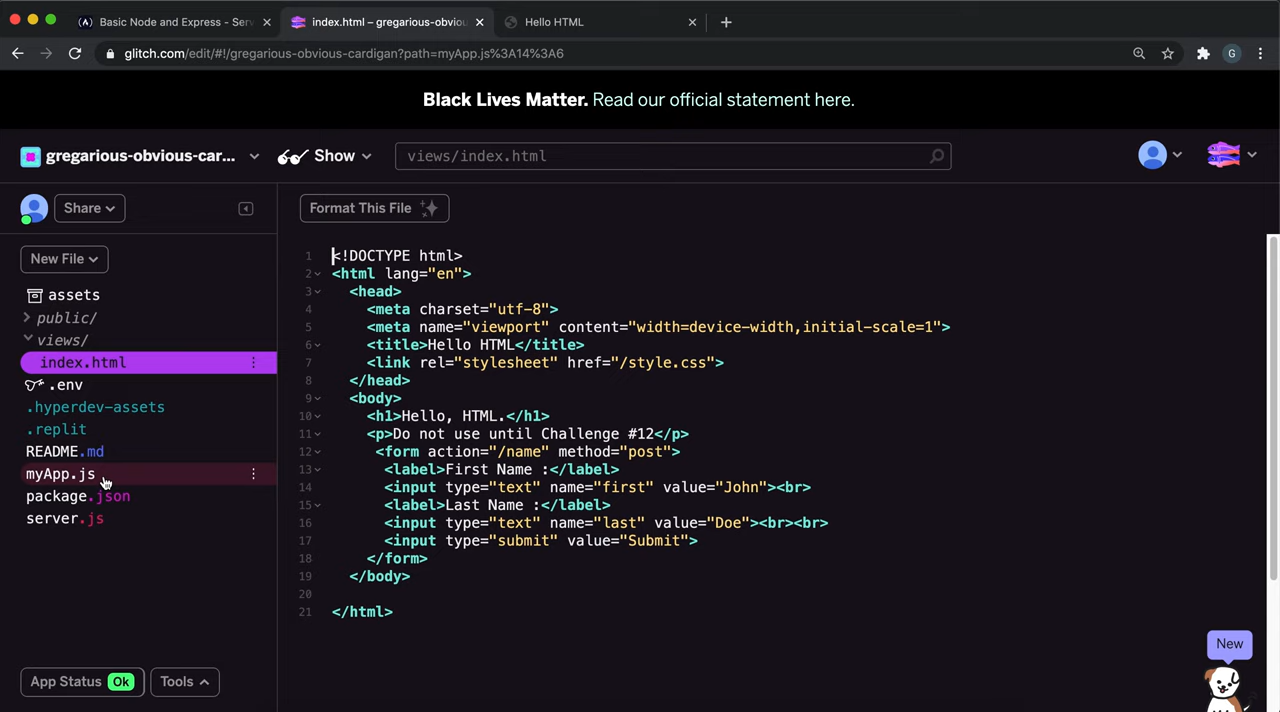 Basic Node and Express - Serv
index.html – gregarious-obviou
Hello HTML
glitch.com/edit/#!/gregarious-obvious-cardigan?path=myApp.js%3A14%3A6
G
Black Lives Matter. Read our official statement here.
gregarious-obvious-car...
Show
views/index.html
Share
Format This File
New File
assets
public/
views/
index.html
.env
.hyperdev-assets
.replit
README.md
myApp.js
package.json
server.js
1 <!DOCTYPE html>
2 <html lang="en">
3 <head>
4 <meta charset="utf-8">
5 <meta name="viewport" content="width=device-width,initial-scale=1">
6 <title>Hello HTML</title>
7 <link rel="stylesheet" href="/style.css">
8 </head>
9 <body>
10 <h1>Hello, HTML.</h1>
11 <p>Do not use until Challenge #12</p>
12 <form action="/name" method="post">
13 <label>First Name :</label>
14 <input type="text" name="first" value="John"><br>
15 <label>Last Name :</label>
16 <input type="text" name="last" value="Doe"><br><br>
17 <input type="submit" value="Submit">
18 </form>
19 </body>
20
21 </html>
App Status Ok
Tools
New